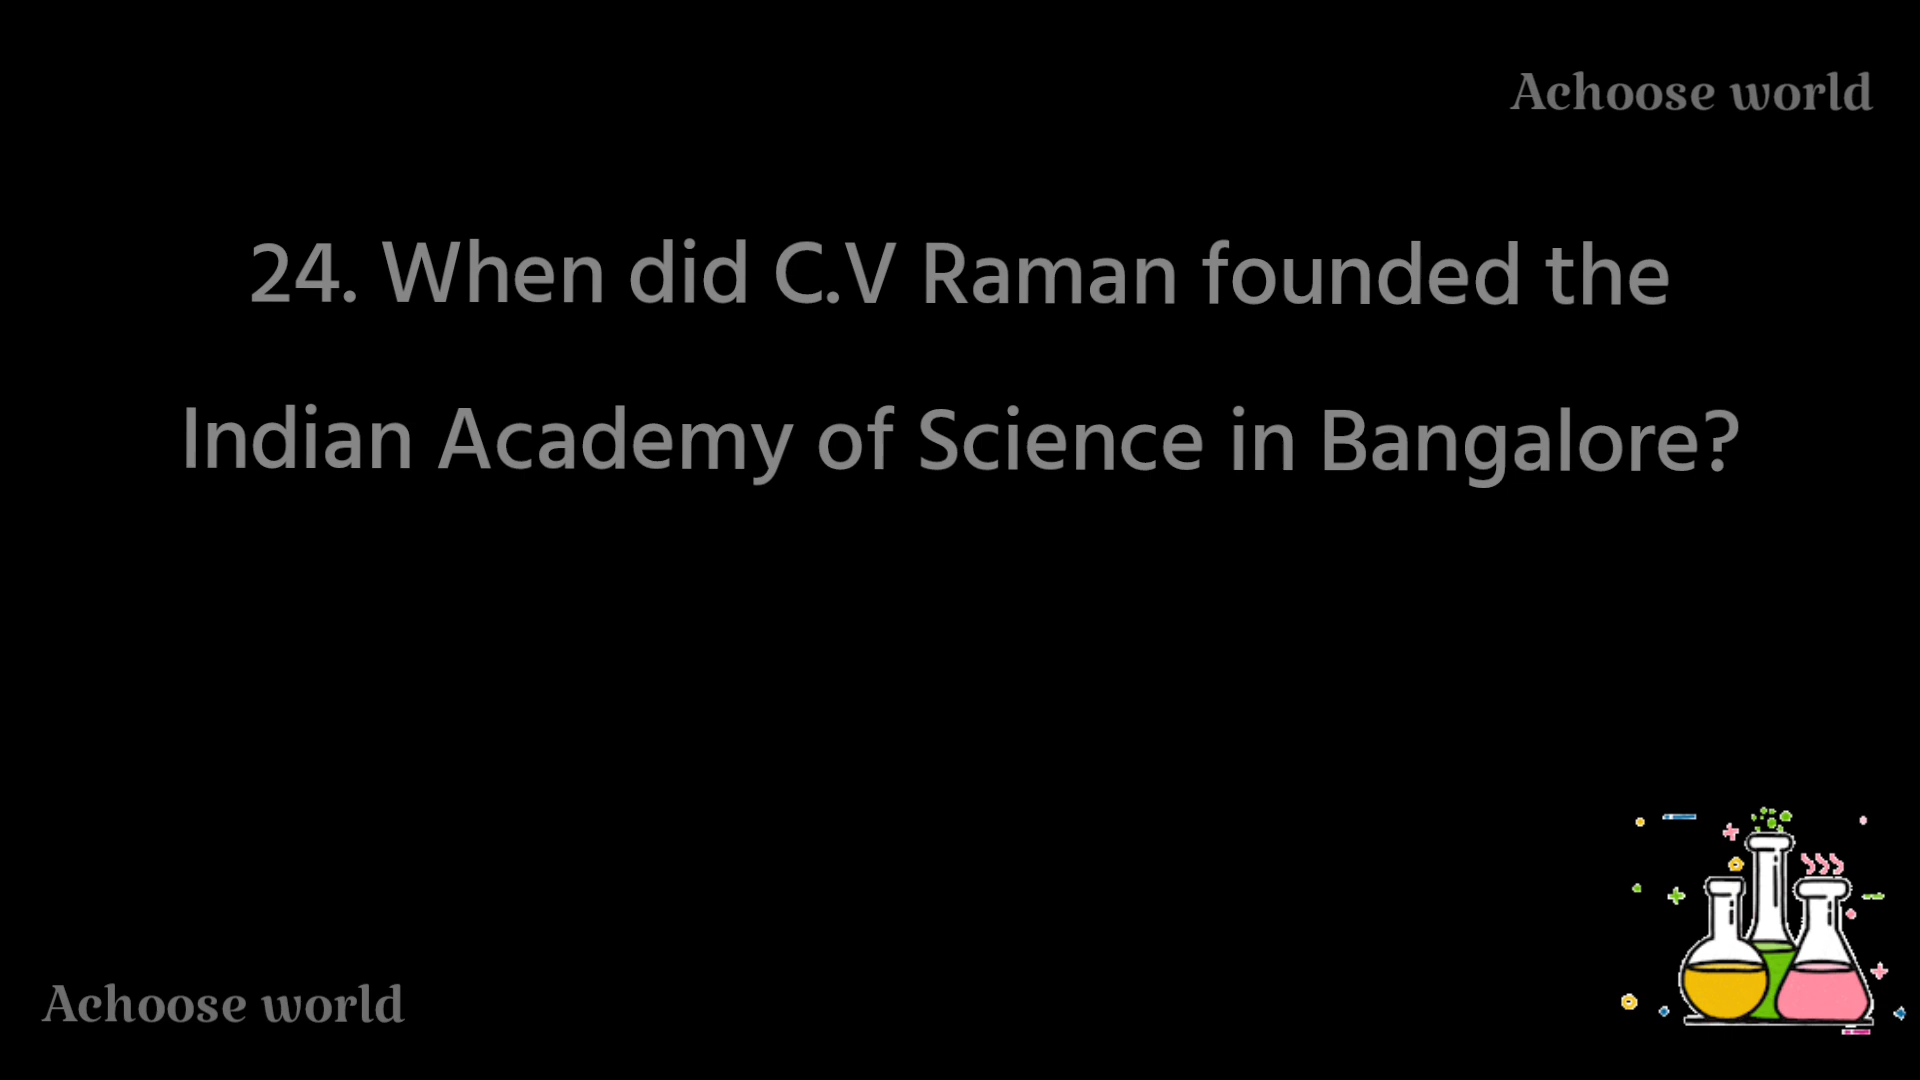 Achoose world
24. When did C.V Raman founded the
Indian Academy of Science in Bangalore?
Achoose world